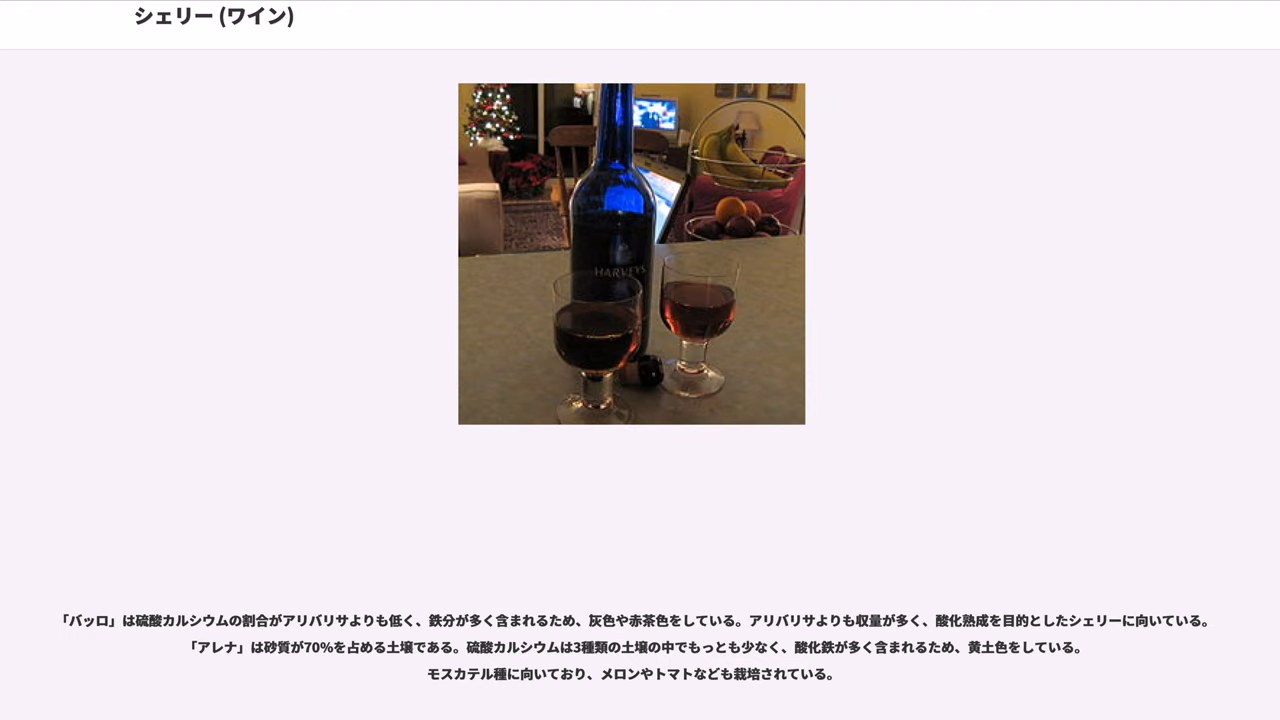 シェリー (ワイン)
HARVEYS
「バッロ」は硫酸カルシウムの割合がアリバリサよりも低く、鉄分が多く含まれるため、灰色や赤茶色をしている。アリバリサよりも収量が多く、酸化熟成を目的としたシェリーに向いている。
「アレナ」は砂質が70%を占める土壌である。硫酸カルシウムは3種類の土壌の中でもっとも少なく、酸化鉄が多く含まれるため、黄土色をしている。
モスカテル種に向いており、メロンやトマトなども栽培されている。